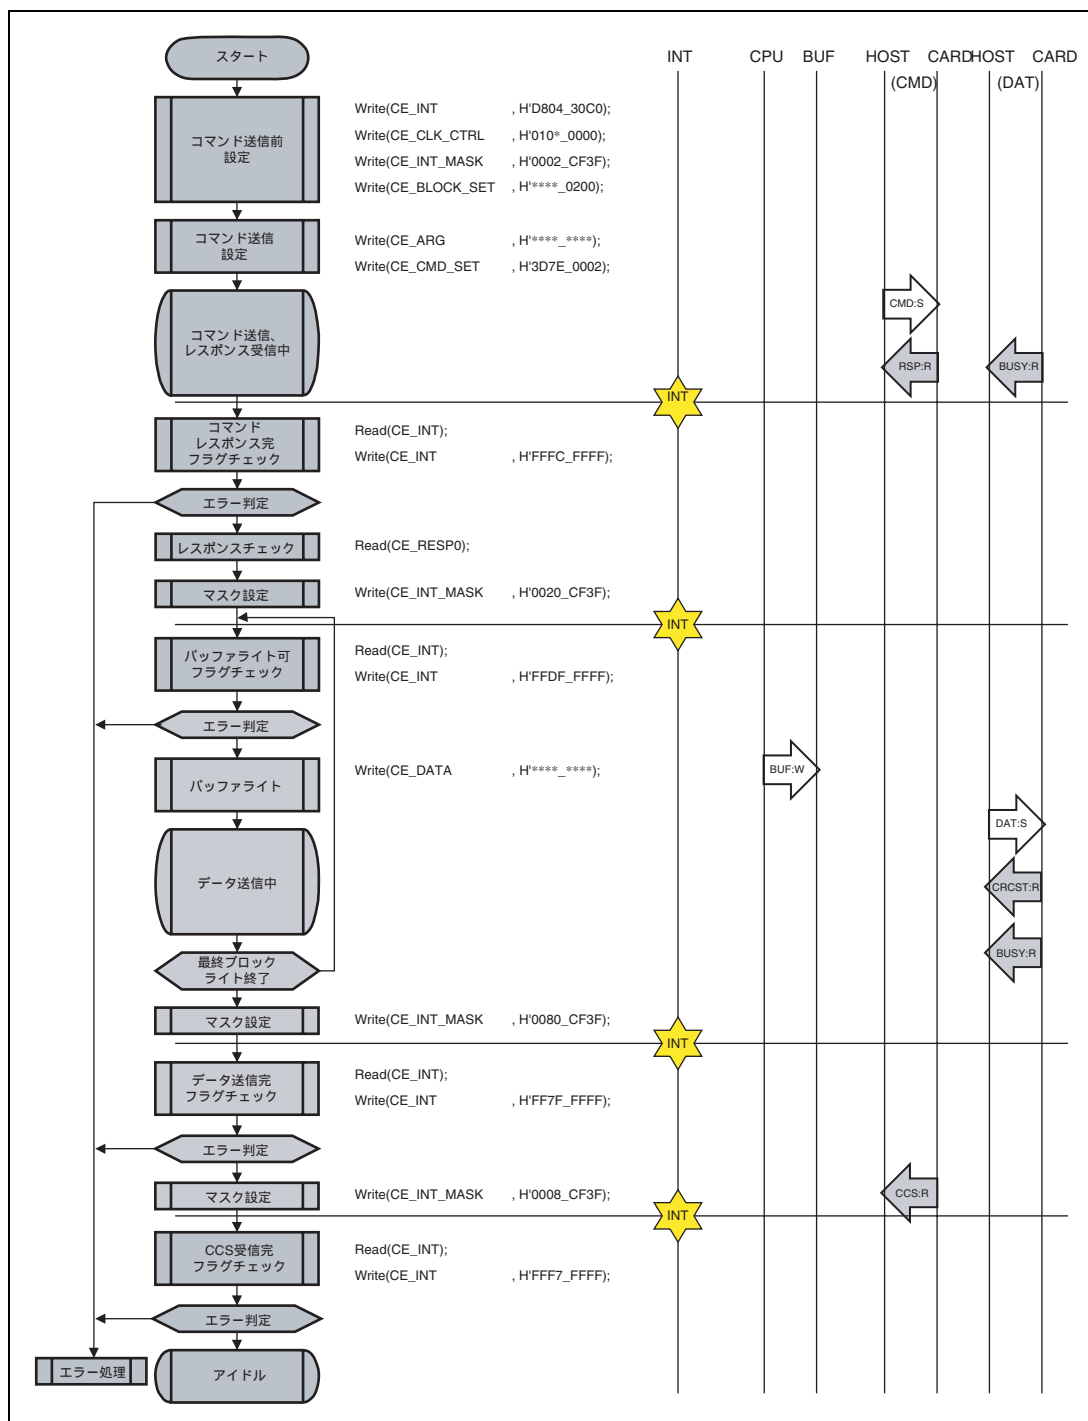 スタート
INT
CPU
BUF
HOST
CARD
HOST
CARD
(CMD)
(DAT)
コマンド送信前
設定
Write(CE_INT , H'D804_30C0);
Write(CE_CLK_CTRL , H'010*_0000);
Write(CE_INT_MASK , H'0002_CF3F);
Write(CE_BLOCK_SET , H'****_0200);
コマンド送信
設定
Write(CE_ARG , H'****_****);
Write(CE_CMD_SET , H'3D7E_0002);
コマンド送信、
レスポンス受信中
CMD:S
RSP:R
BUSY:R
INT
コマンド
レスポンス完
フラグチェック
Read(CE_INT);
Write(CE_INT , H'FFFC_FFFF);
エラー判定
レスポンスチェック
Read(CE_RESP0);
マスク設定
Write(CE_INT_MASK , H'0020_CF3F);
INT
バッファライト可
フラグチェック
Read(CE_INT);
Write(CE_INT , H'FFDF_FFFF);
エラー判定
バッファライト
Write(CE_DATA , H'****_****);
BUF:W
DAT:S
データ送信中
CRCST:R
BUSY:R
最終ブロック
ライト終了
マスク設定
Write(CE_INT_MASK , H'0080_CF3F);
INT
データ送信完
フラグチェック
Read(CE_INT);
Write(CE_INT , H'FF7F_FFFF);
エラー判定
マスク設定
Write(CE_INT_MASK , H'0008_CF3F);
CCS:R
INT
CCS受信完
フラグチェック
Read(CE_INT);
Write(CE_INT , H'FFF7_FFFF);
エラー判定
エラー処理
アイドル